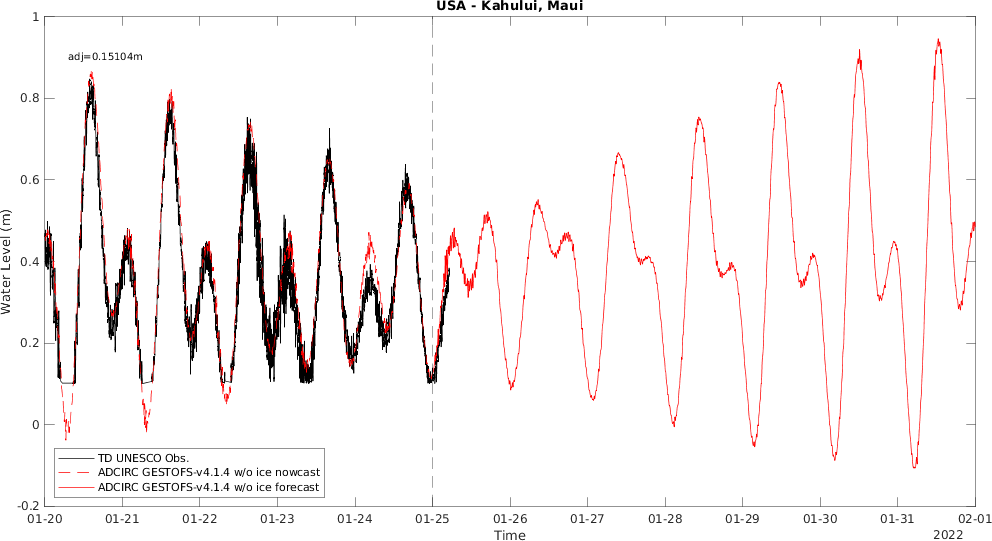 USA - Kahului, Maui
adj=0.15104m
Water Level (m)
1
0.8
0.6
0.4
0.2
0
-0.2
TD UNESCO Obs.
ADCIRC GESTOFS-v4.1.4 w/o ice nowcast
ADCIRC GESTOFS-v4.1.4 w/o ice forecast
01-20 01-21 01-22 01-23 01-24 01-25 01-26 01-27 01-28 01-29 01-30 01-31 02-01
Time
2022